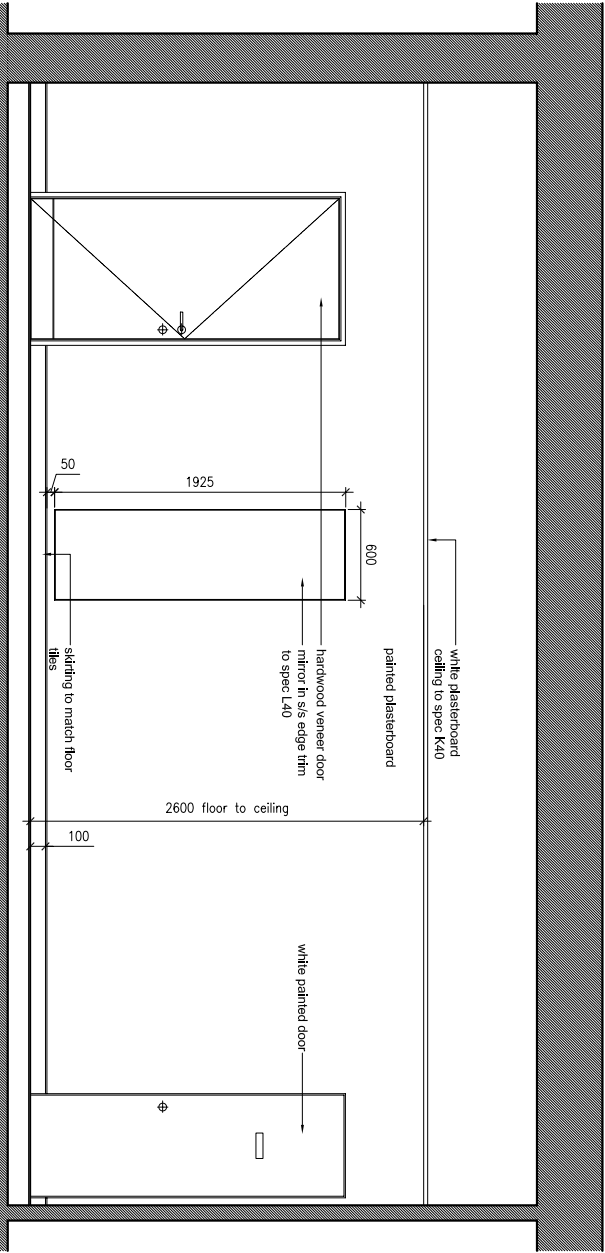 white plasterboard
ceiling to spec K40
painted plasterboard
hardwood veneer door
mirror in s/s edge trim
to spec L40
skirting to match floor
tiles
white painted door
50
1925
600
2600 floor to ceiling
100